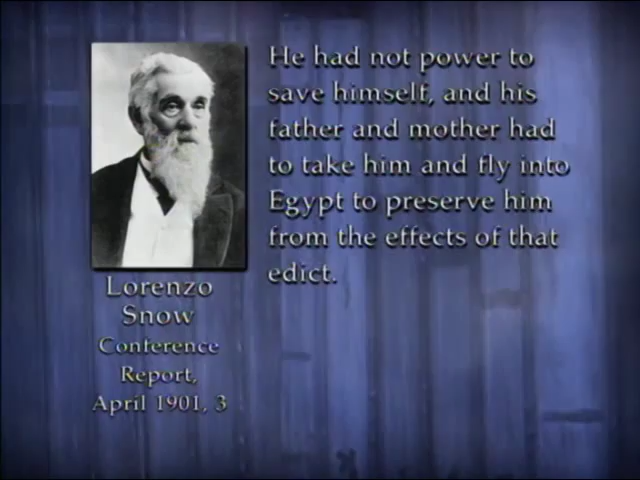 He had not power to
save himself, and his
father and mother had
to take him and fly into
Egypt to preserve him
from the effects of that
edict.
Lorenzo
Snow
Conference
Report,
April 1901, 3